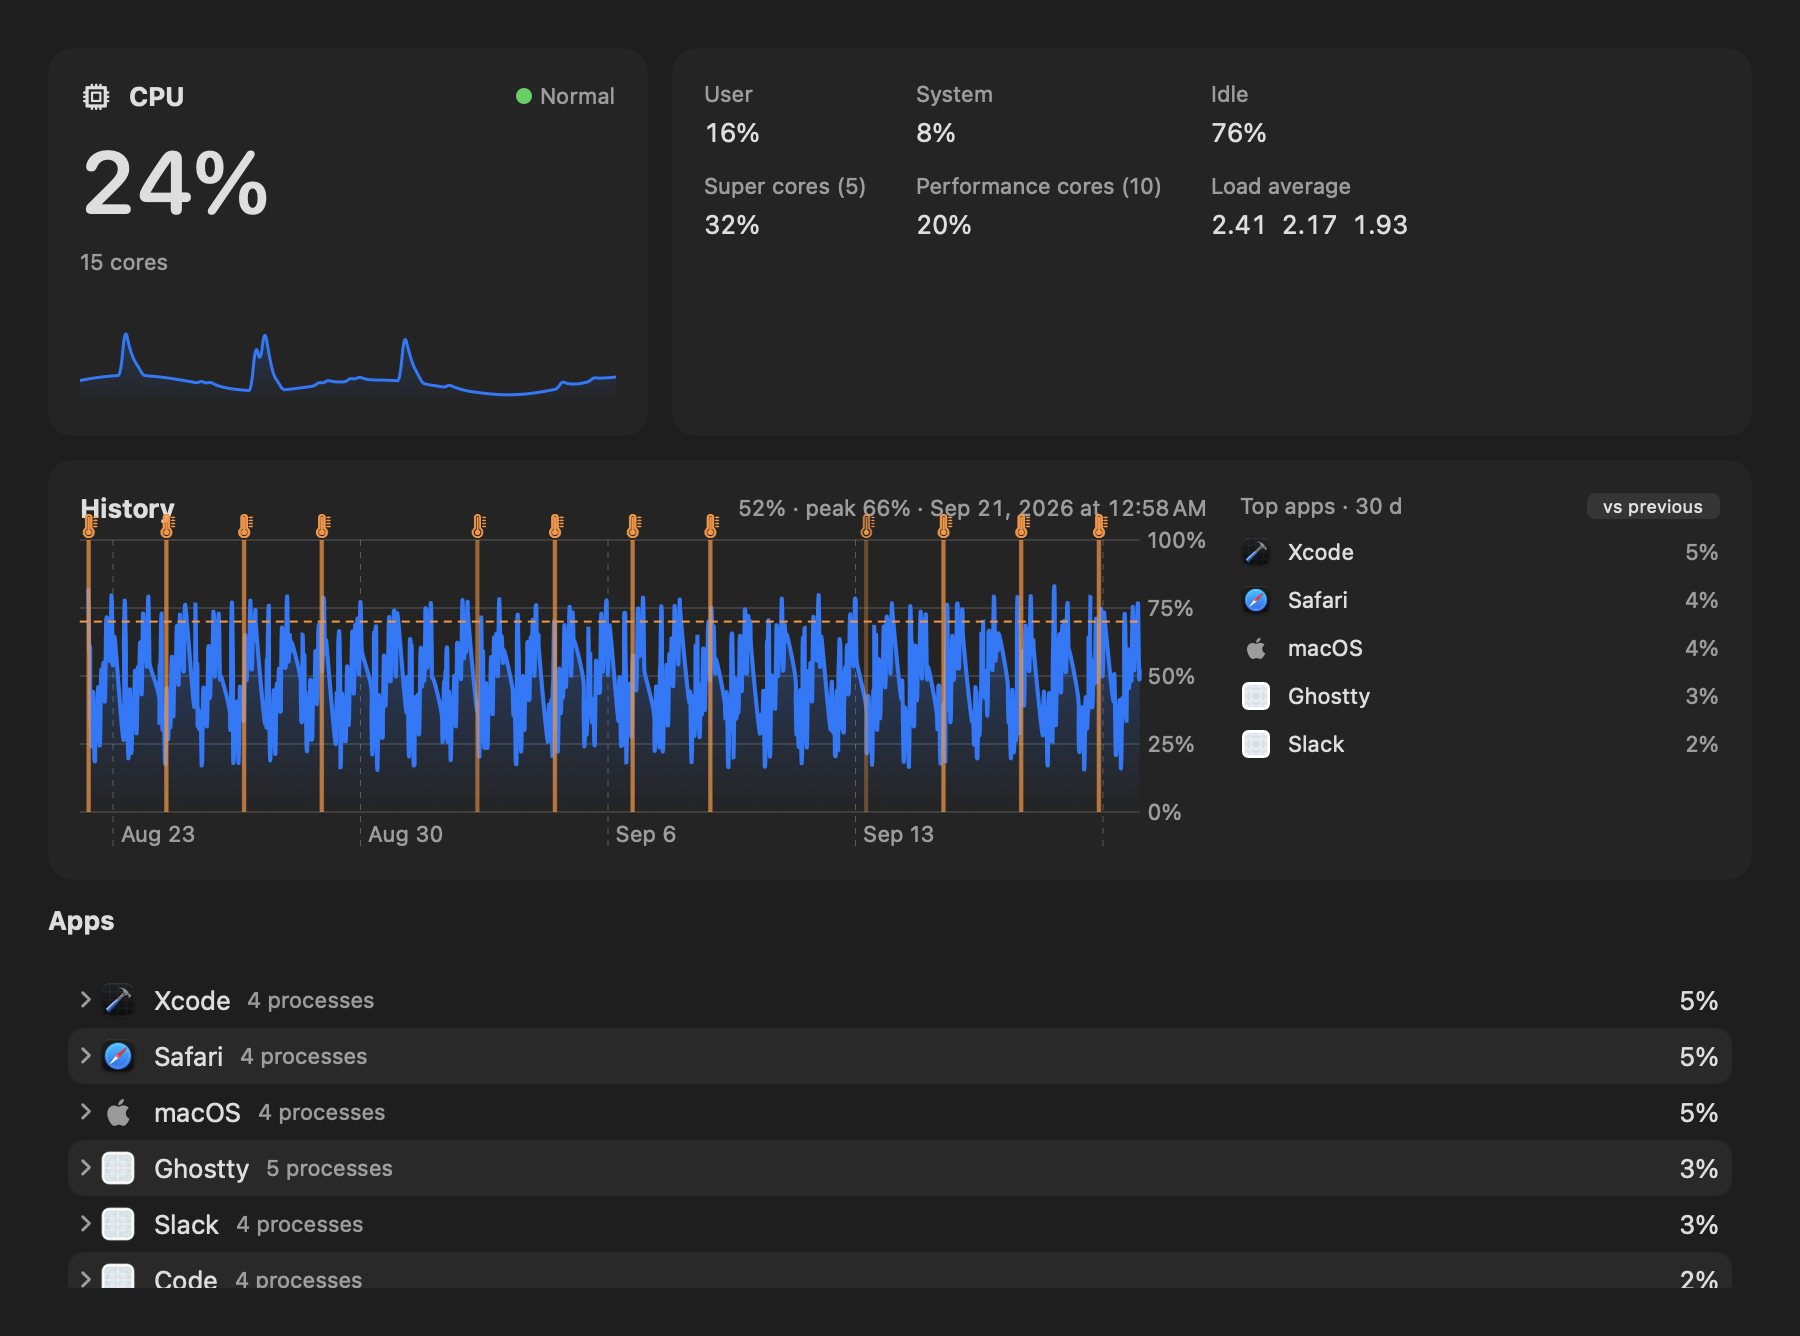 CPU
Normal
24%
15 cores
User
System
Idle
16%
8%
76%
Super cores (5)
Performance cores (10)
Load average
32%
20%
2.41 2.17 1.93
History
52% · peak 66% · Sep 21, 2026 at 12:58 AM
100%
75%
50%
25%
0%
Aug 23
Aug 30
Sep 6
Sep 13
Top apps · 30 d
vs previous
Xcode 5%
Safari 4%
macOS 4%
Ghostty 3%
Slack 2%
Apps
Xcode 4 processes 5%
Safari 4 processes 5%
macOS 4 processes 5%
Ghostty 5 processes 3%
Slack 4 processes 3%
Code 4 processes 2%